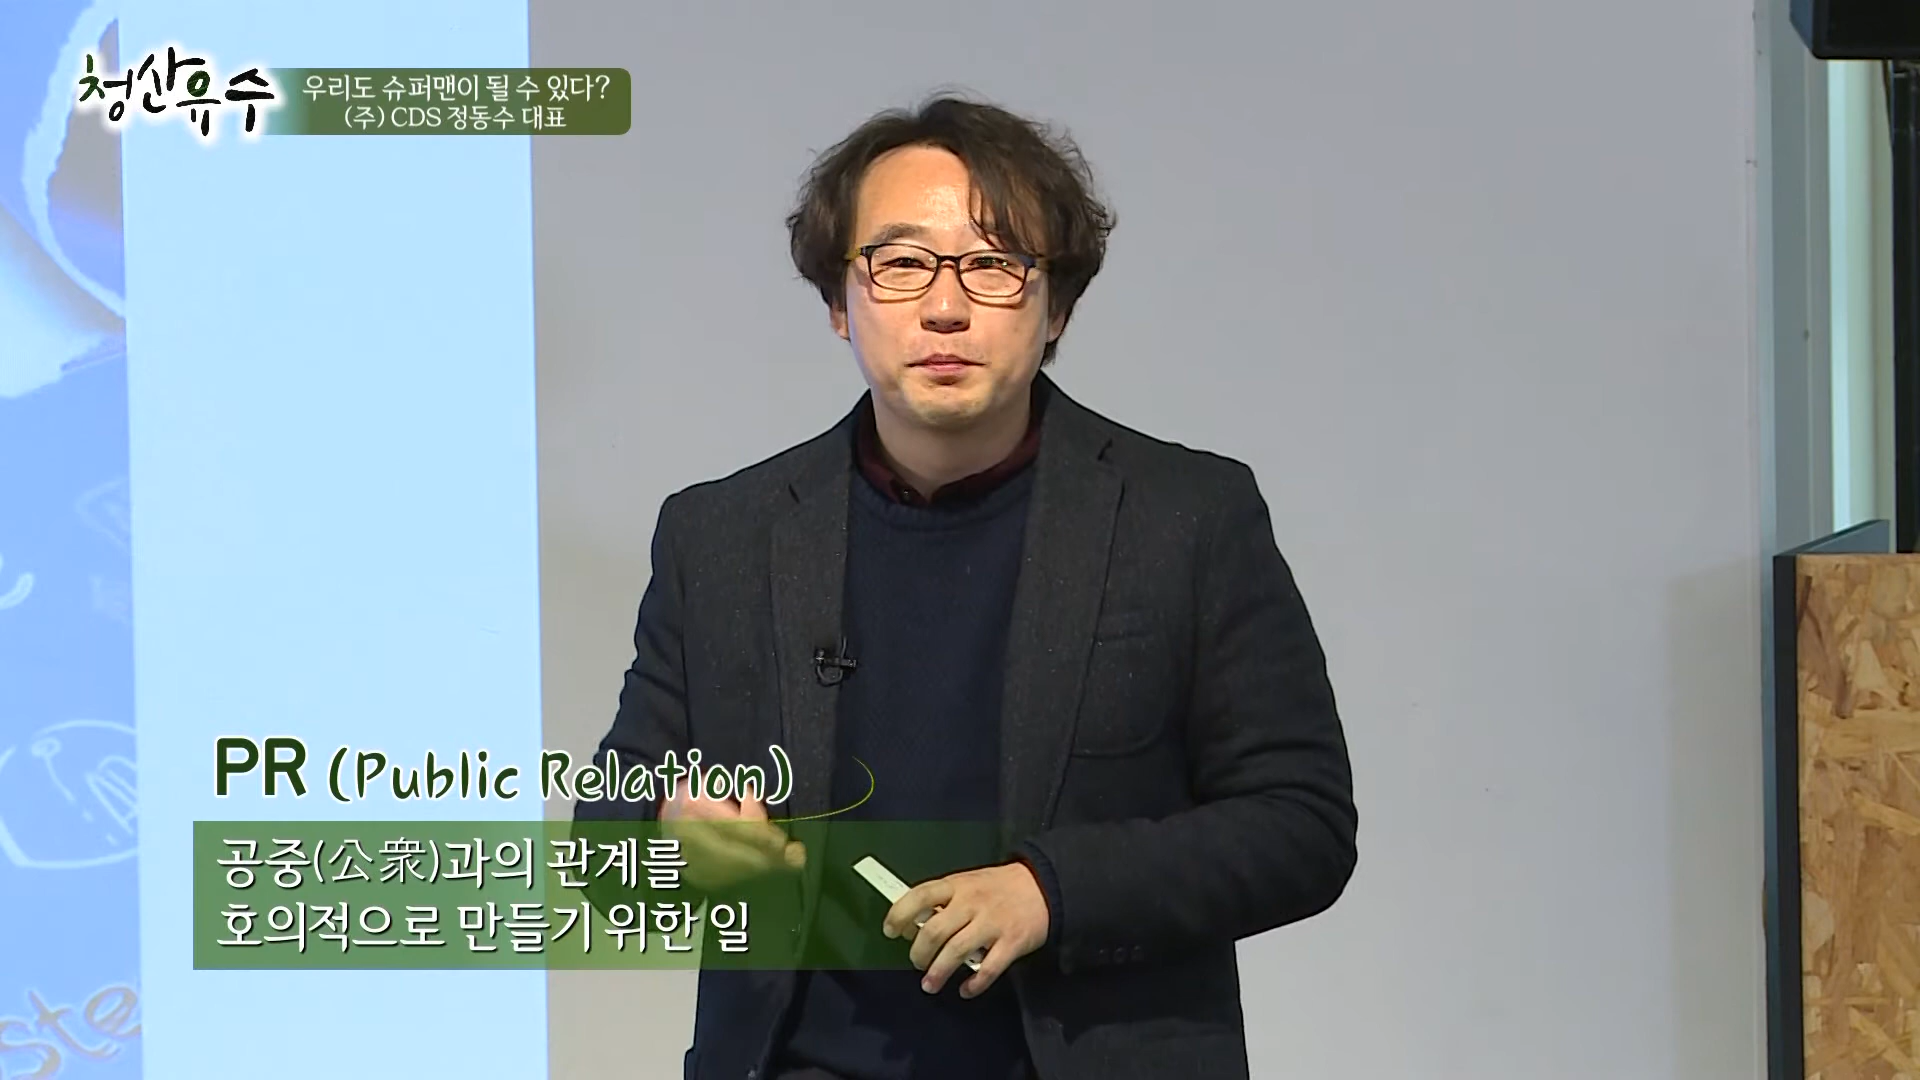 청산유수
우리도 슈퍼맨이 될 수 있다?
(주) CDS 정동수 대표
PR (Public Relation)
공중(公衆)과의 관계를
호의적으로 만들기 위한 일